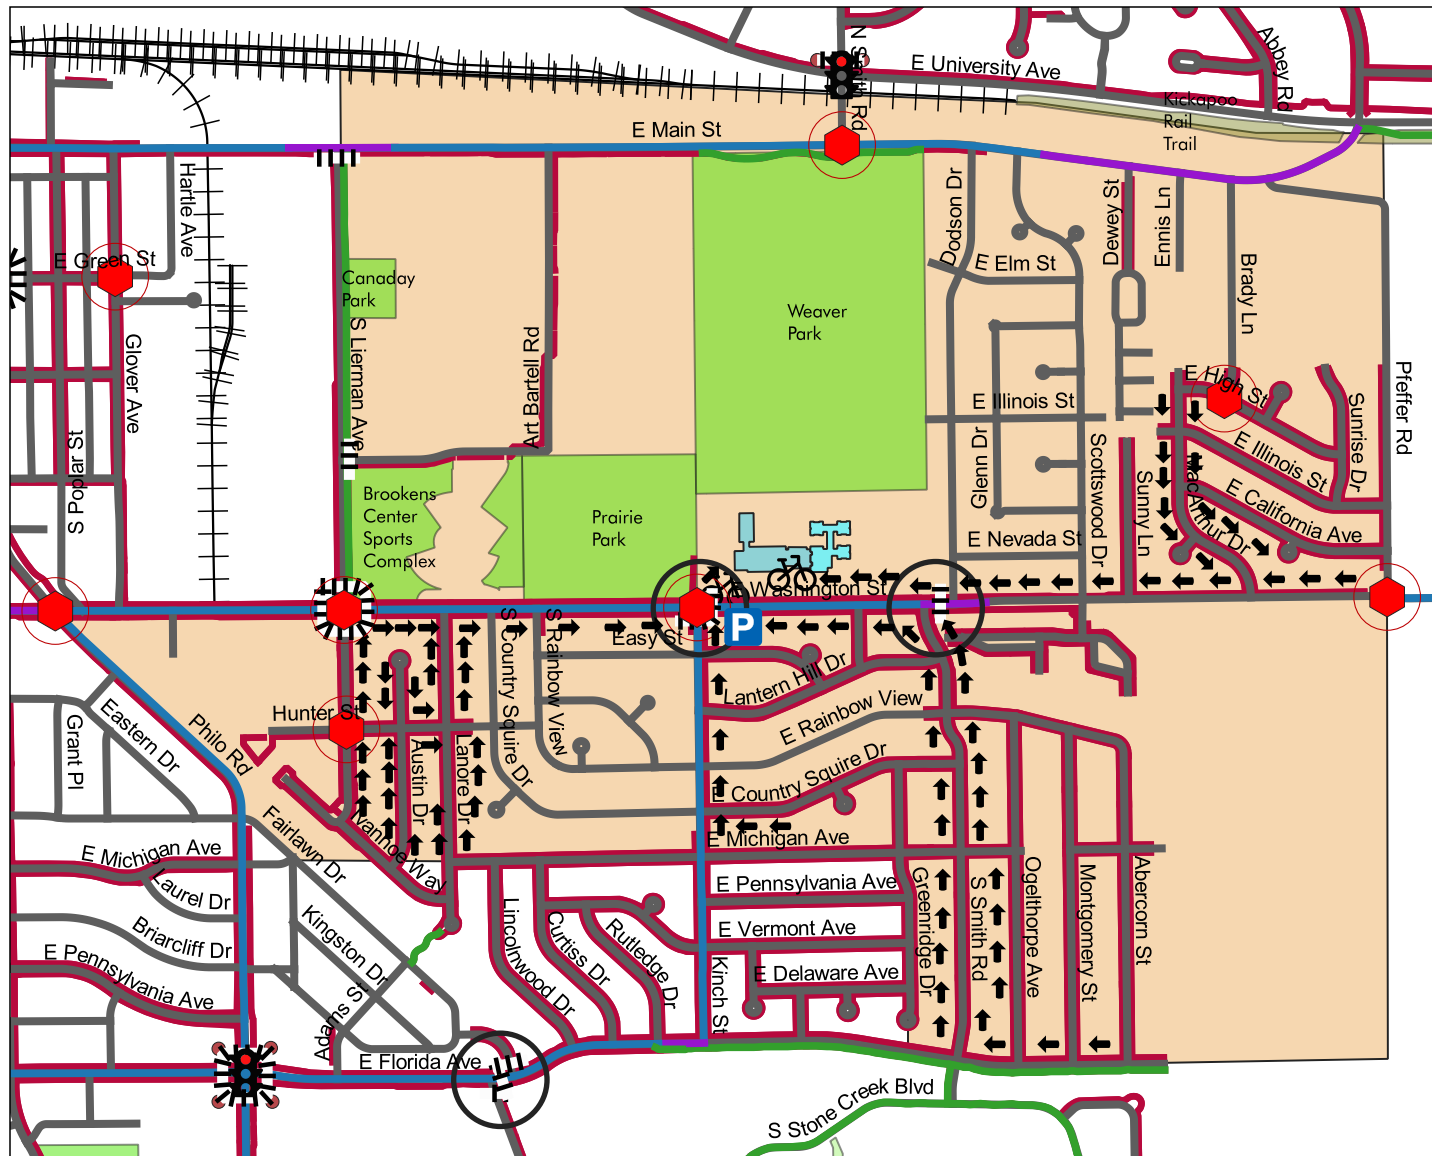 N Smith Rd
E University Ave
Abbey Rd
Kickapoo
Rail
Trail
E Main St
Hartle Ave
E Green St
Canaday
Park
S Lierman Ave
Glover Ave
S Poplar St
Art Bartell Rd
Weaver
Park
Dodson Dr
E Elm St
Dewey St
Ennis Ln
Brady Ln
E High St
Sunrise Dr
Pfeffer Rd
E Illinois St
E Illinois St
Glenn Dr
Scottswood Dr
Sunny Ln
MacArthur Dr
E California Ave
E Nevada St
Brookens
Center
Sports
Complex
Prairie
Park
E Washington St
P
Easy St
S Country Squire Dr
S Rainbow View
Lantern Hill Dr
E Rainbow View
E Country Squire Dr
Hunter St
Grant Pl
Eastern Dr
Philo Rd
Austin Dr
Lanore Dr
Ivanhoe Way
Fairlawn Dr
E Michigan Ave
E Michigan Ave
Laurel Dr
Briarcliff Dr
E Pennsylvania Ave
E Pennsylvania Ave
Kingston Dr
Adams St
Lincolnwood Dr
Curtiss Dr
Rutledge Dr
Kinch St
E Vermont Ave
E Delaware Ave
Greenridge Dr
S Smith Rd
Ogelthorpe Ave
Montgomery St
Abercorn St
E Florida Ave
S Stone Creek Blvd